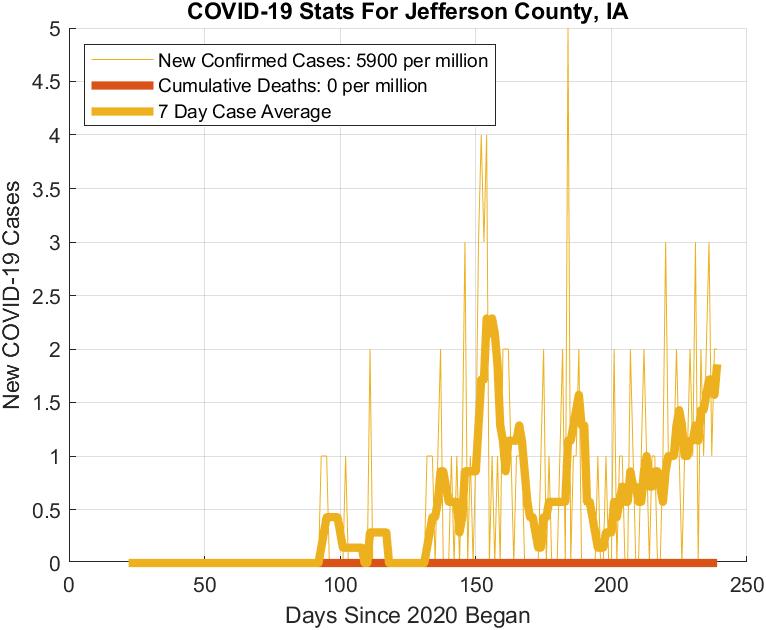 COVID-19 Stats For Jefferson County, IA
New Confirmed Cases: 5900 per million
Cumulative Deaths: 0 per million
7 Day Case Average
New COVID-19 Cases
5
4.5
4
3.5
3
2.5
2
1.5
1
0.5
0
0 50 100 150 200 250
Days Since 2020 Began